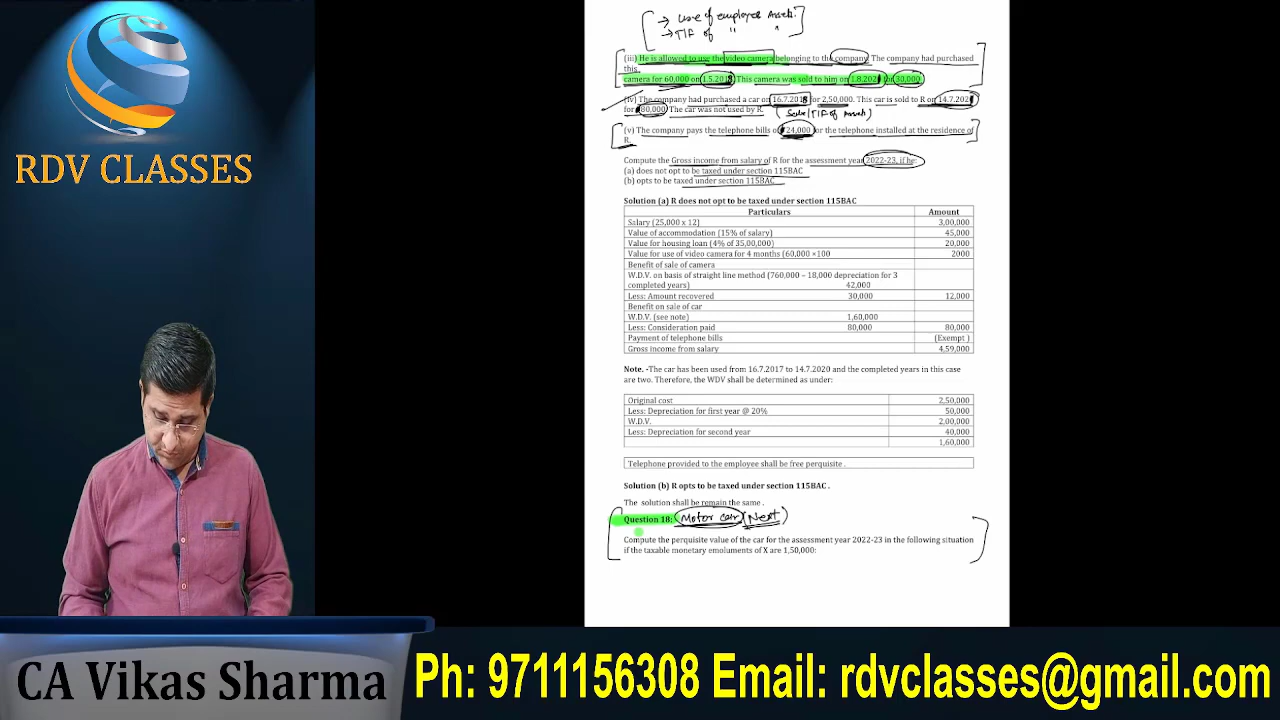 → Use of employer Assets.
→ TIF of " "
(iii) He is allowed to use the video camera belonging to the company. The company had purchased
this
camera for 60,000 on 1.5.2018. This camera was sold to him on 1.8.2021 for 30,000
(iv) The company had purchased a car on 16.7.2018 for 2,50,000. This car is sold to R on 14.7.2021
for 80,000. The car was not used by R. (Sale/TIF of Assets)
(v) The company pays the telephone bills of 24,000 for the telephone installed at the residence of
R.
Compute the Gross income from salary of R for the assessment year 2022-23, if he:
(a) does not opt to be taxed under section 115BAC
(b) opts to be taxed under section 115BAC
Solution (a) R does not opt to be taxed under section 115BAC
Particulars Amount
Salary (25,000 x 12) 3,00,000
Value of accommodation (15% of salary) 45,000
Value for housing loan (4% of 35,00,000) 20,000
Value for use of video camera for 4 months (60,000 ×100 2000
Benefit of sale of camera
W.D.V. on basis of straight line method (760,000 – 18,000 depreciation for 3
completed years) 42,000
Less: Amount recovered 30,000 12,000
Benefit on sale of car
W.D.V. (see note) 1,60,000
Less: Consideration paid 80,000 80,000
Payment of telephone bills (Exempt )
Gross income from salary 4,59,000
Note. -The car has been used from 16.7.2017 to 14.7.2020 and the completed years in this case
are two. Therefore, the WDV shall be determined as under:
Original cost 2,50,000
Less: Depreciation for first year @ 20% 50,000
W.D.V. 2,00,000
Less: Depreciation for second year 40,000
1,60,000
Telephone provided to the employee shall be free perquisite .
Solution (b) R opts to be taxed under section 115BAC .
The solution shall be remain the same .
Question 18: Motor car (Next)
Compute the perquisite value of the car for the assessment year 2022-23 in the following situation
if the taxable monetary emoluments of X are 1,50,000:
RDV CLASSES
CA Vikas Sharma
Ph: 9711156308 Email: rdvclasses@gmail.com